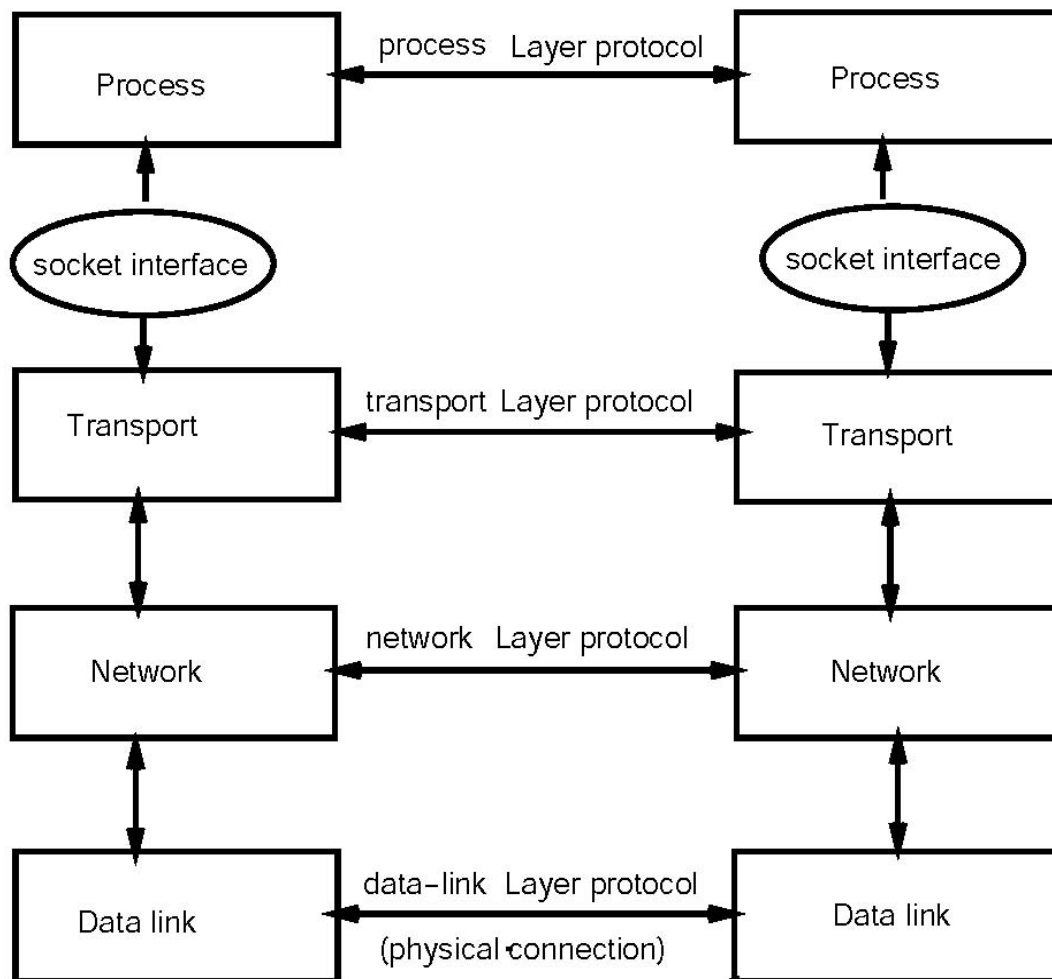 process Layer protocol
Process
Process
socket interface
socket interface
transport Layer protocol
Transport
Transport
network Layer protocol
Network
Network
data-link Layer protocol
Data link
Data link
(physical connection)